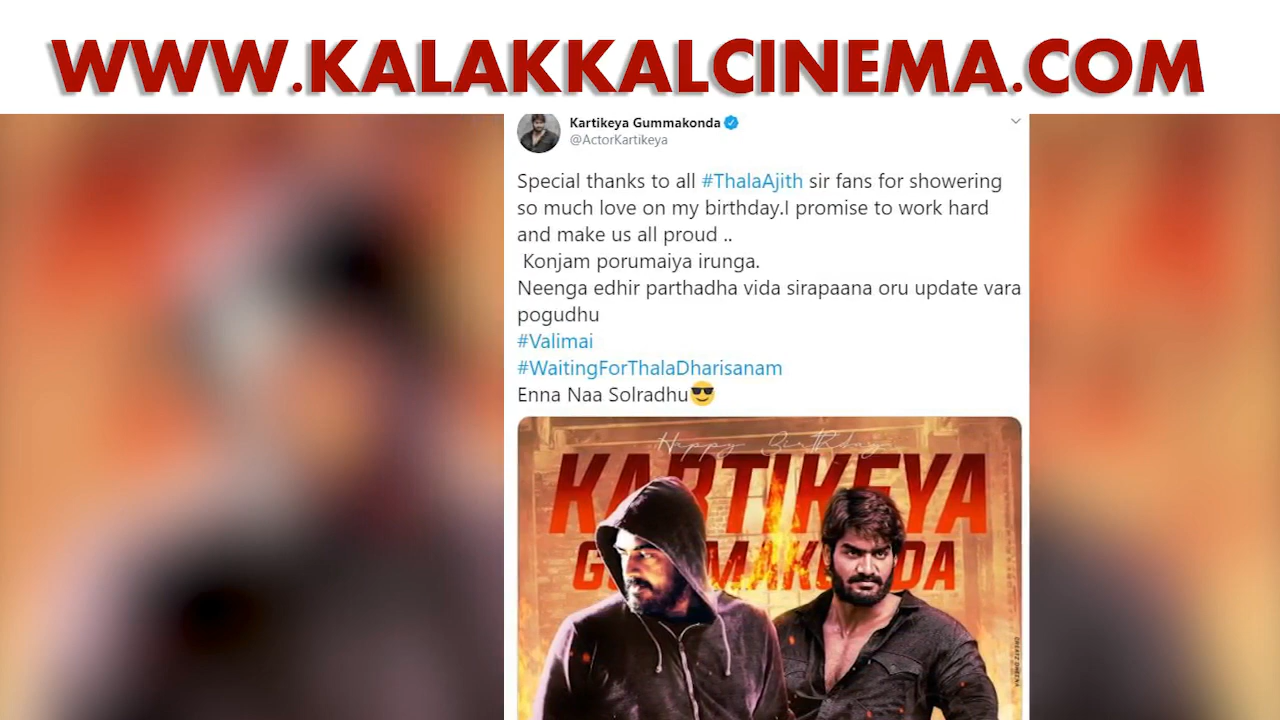 WWW.KALAKKALCINEMA.COM
Kartikeya Gummakonda
@ActorKartikeya
Special thanks to all #ThalaAjith sir fans for showering
so much love on my birthday.I promise to work hard
and make us all proud ..
Konjam porumaiya irunga.
Neenga edhir parthadha vida sirapaana oru update vara
pogudhu
#Valimai
#WaitingForThalaDharisanam
Enna Naa Solradhu😎
Happy Birthday
KARTIKEYA